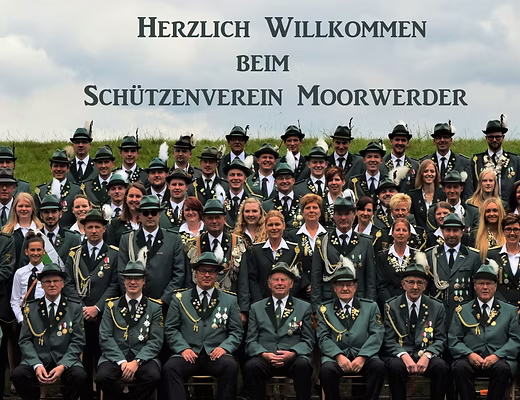 Herzlich Willkommen
beim
Schützenverein Moorwerder